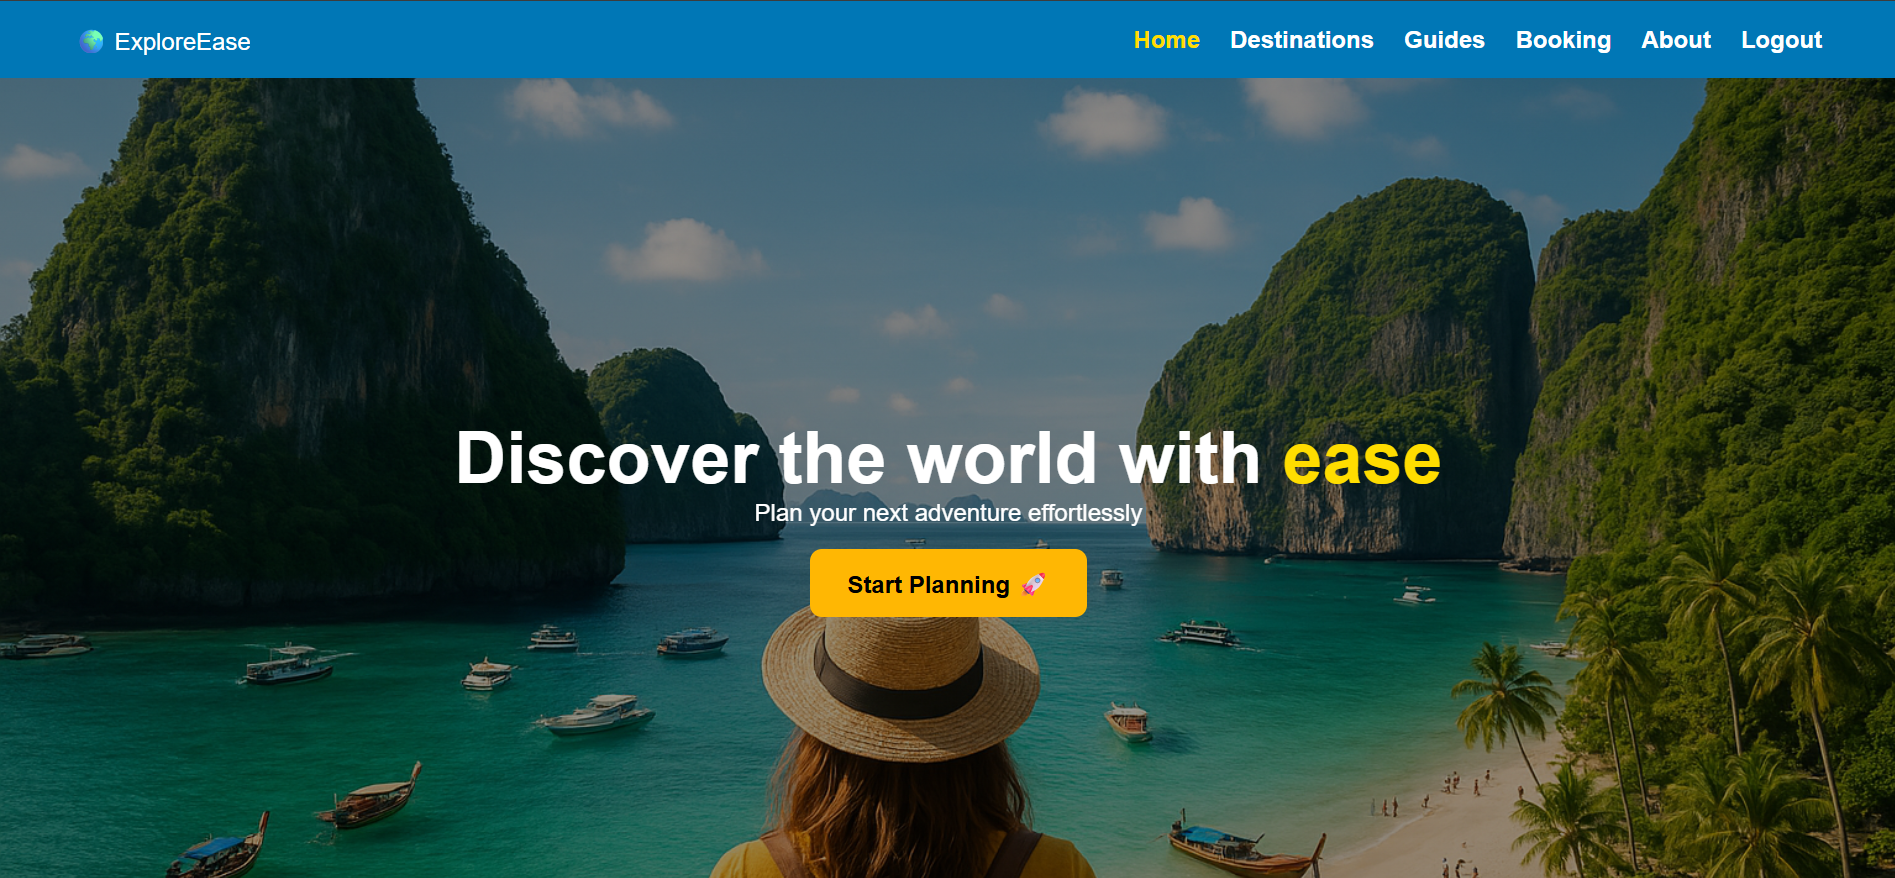 ExploreEase
Home Destinations Guides Booking About Logout
Discover the world with ease
Plan your next adventure effortlessly
Start Planning 🚀